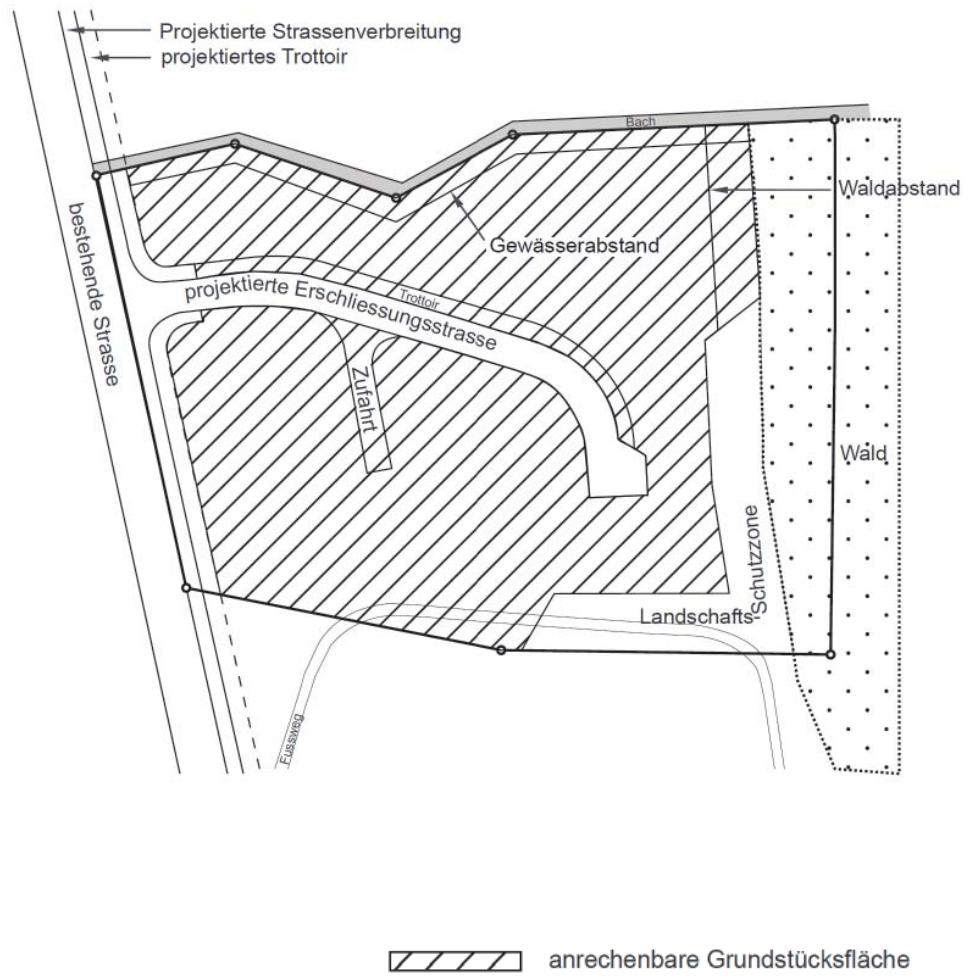 Projektierte Strassenverbreitung
projektiertes Trottoir
Bach
Waldabstand
Gewässerabstand
bestehende Strasse
projektierte Erschliessungsstrasse
Trottoir
Zufahrt
Wald
Landschafts-
Schutzzone
Fussweg
anrechenbare Grundstücksfläche